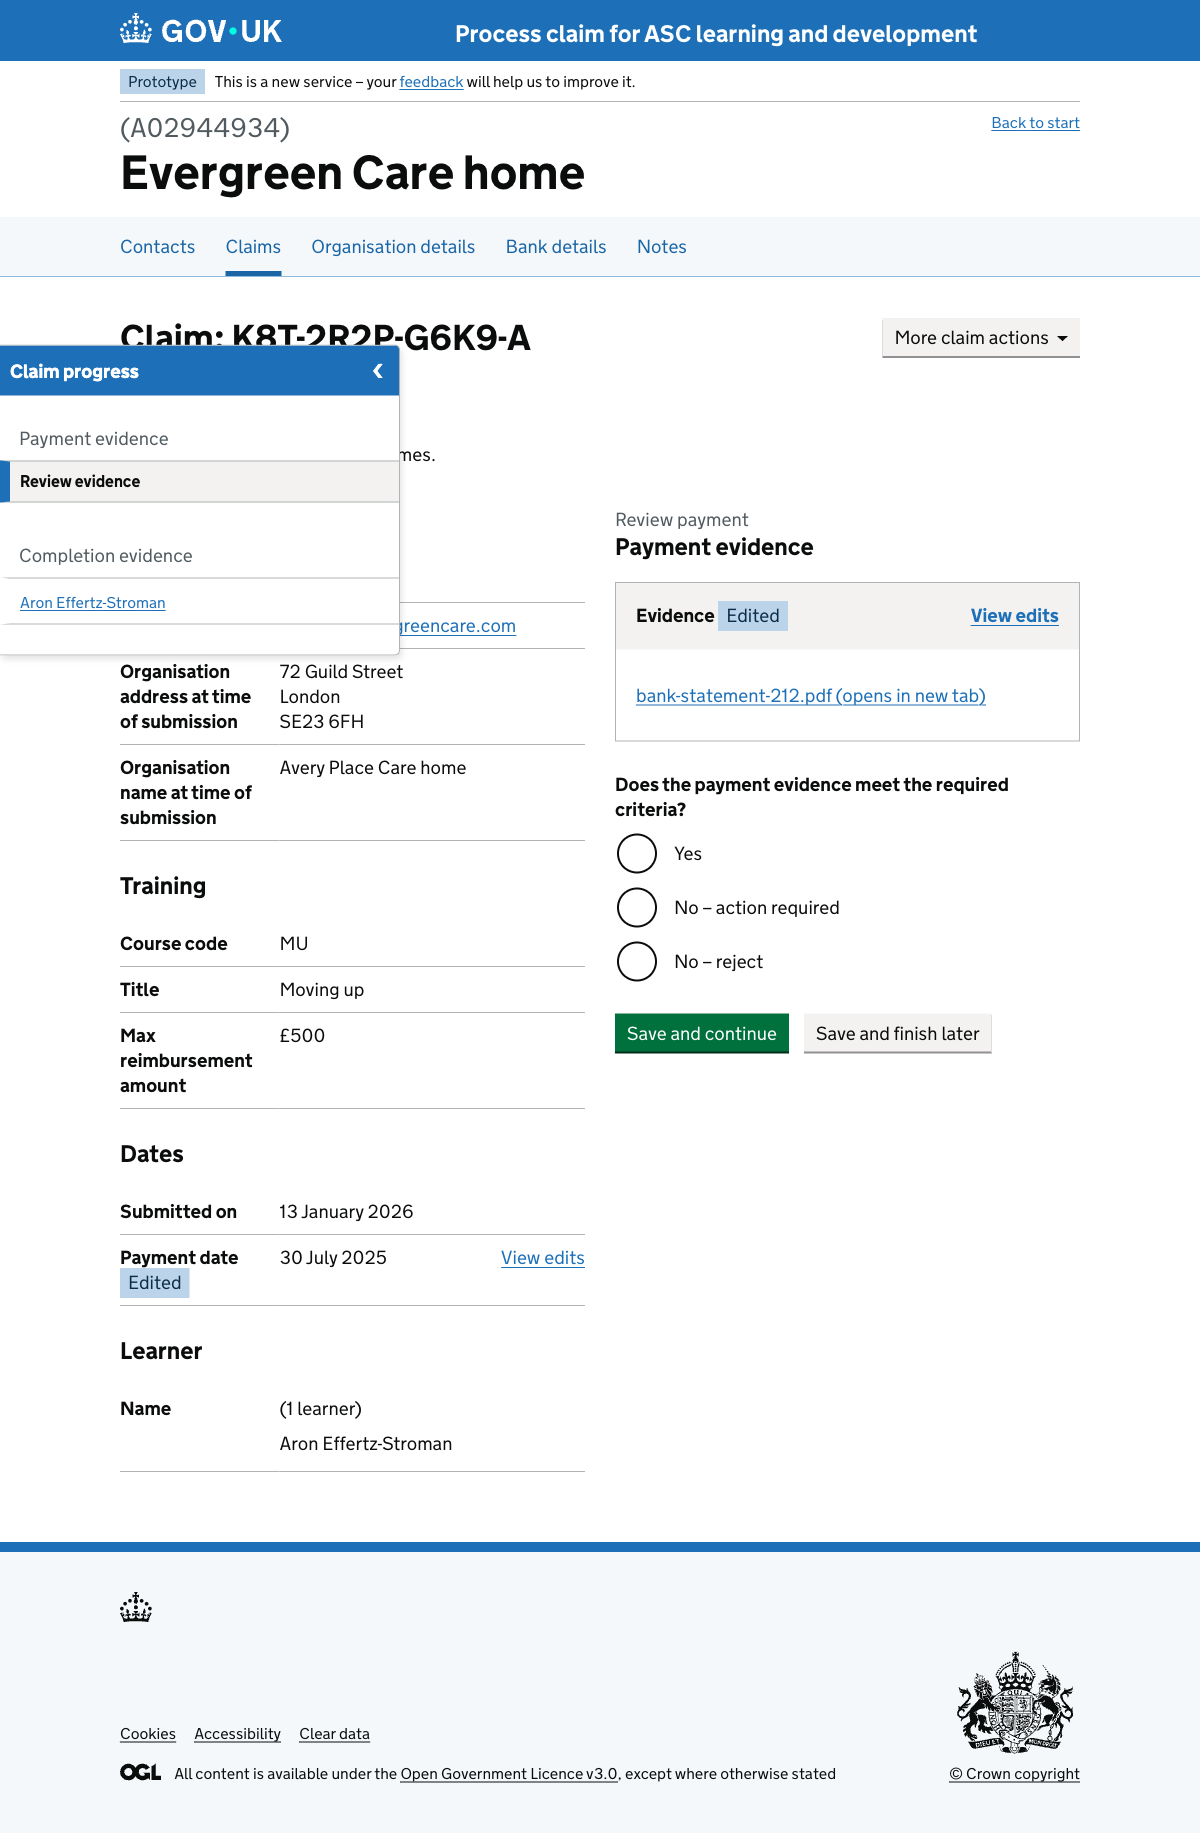 GOV·UK
Process claim for ASC learning and development
Prototype This is a new service – your feedback will help us to improve it.
(A02944934)
Back to start
Evergreen Care home
Contacts Claims Organisation details Bank details Notes
Claim: K8T-2R2P-G6K9-A
More claim actions
Claim progress
Payment evidence
Review evidence
Completion evidence
Aron Effertz-Stroman
greencare.com
Organisation address at time of submission
72 Guild Street
London
SE23 6FH
Organisation name at time of submission
Avery Place Care home
Training
Course code MU
Title Moving up
Max reimbursement amount £500
Dates
Submitted on 13 January 2026
Payment date 30 July 2025 View edits
Edited
Learner
Name (1 learner)
Aron Effertz-Stroman
Review payment
Payment evidence
Evidence Edited View edits
bank-statement-212.pdf (opens in new tab)
Does the payment evidence meet the required criteria?
Yes
No – action required
No – reject
Save and continue Save and finish later
Cookies Accessibility Clear data
OGL All content is available under the Open Government Licence v3.0, except where otherwise stated
© Crown copyright